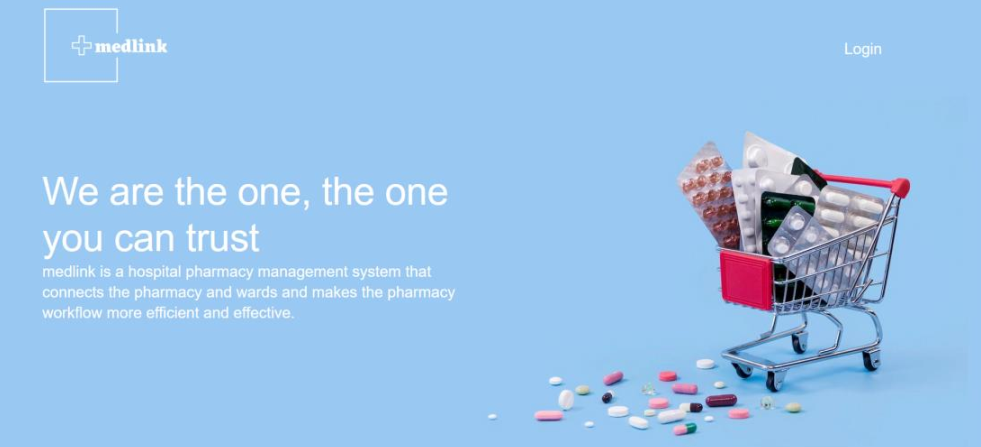 medlink
Login
We are the one, the one
you can trust
medlink is a hospital pharmacy management system that
connects the pharmacy and wards and makes the pharmacy
workflow more efficient and effective.